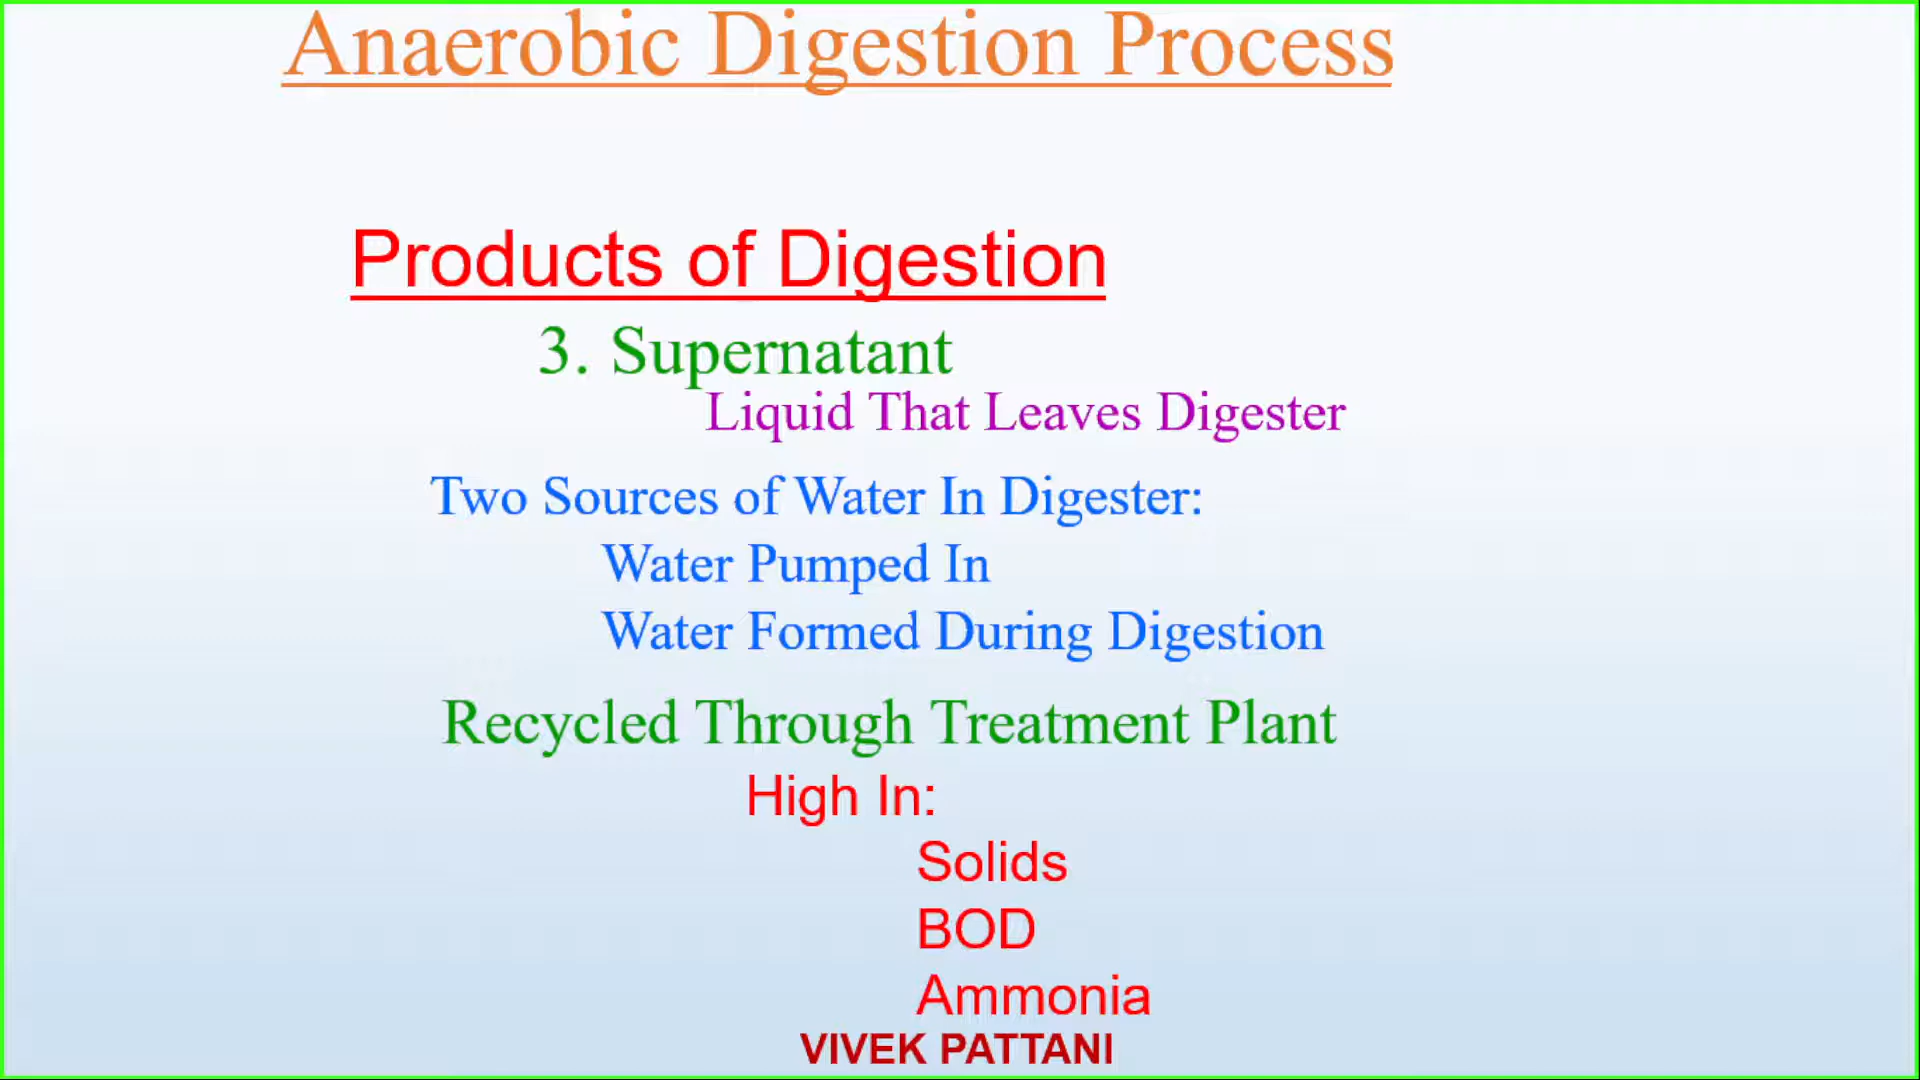 Anaerobic Digestion Process
Products of Digestion
3. Supernatant
Liquid That Leaves Digester
Two Sources of Water In Digester:
Water Pumped In
Water Formed During Digestion
Recycled Through Treatment Plant
High In:
Solids
BOD
Ammonia
VIVEK PATTANI